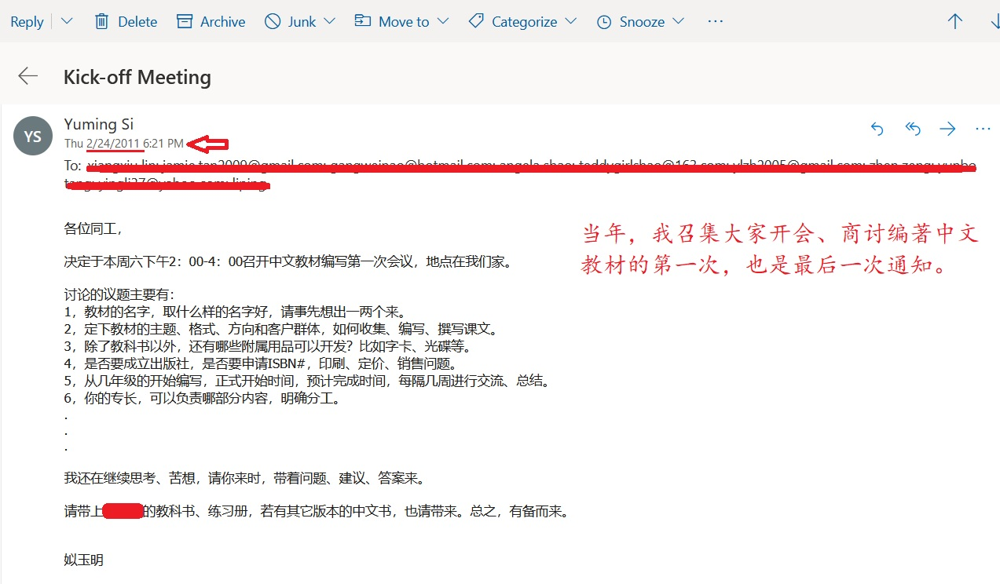 Reply Delete Archive Junk Move to Categorize Snooze ...
Kick-off Meeting
YS
Yuming Si
Thu 2/24/2011 6:21 PM
To:
各位同工，
当年，我召集大家开会、商讨编著中文
教材的第一次，也是最后一次通知。
决定于本周六下午2：00-4：00召开中文教材编写第一次会议，地点在我们家。
讨论的议题主要有：
1，教材的名字，取什么样的名字好，请事先想出一两个来。
2，定下教材的主题、格式、方向和客户群体，如何收集、编写、撰写课文。
3，除了教科书以外，还有哪些附属用品可以开发？比如字卡、光碟等。
4，是否要成立出版社，是否要申请ISBN#，印刷、定价、销售问题。
5，从几年级的开始编写，正式开始时间，预计完成时间，每隔几周进行交流、总结。
6，你的专长，可以负责哪部分内容，明确分工。
.
.
.
我还在继续思考、苦想，请你来时，带着问题、建议、答案来。
请带上 的教科书、练习册，若有其它版本的中文书，也请带来。总之，有备而来。
姒玉明